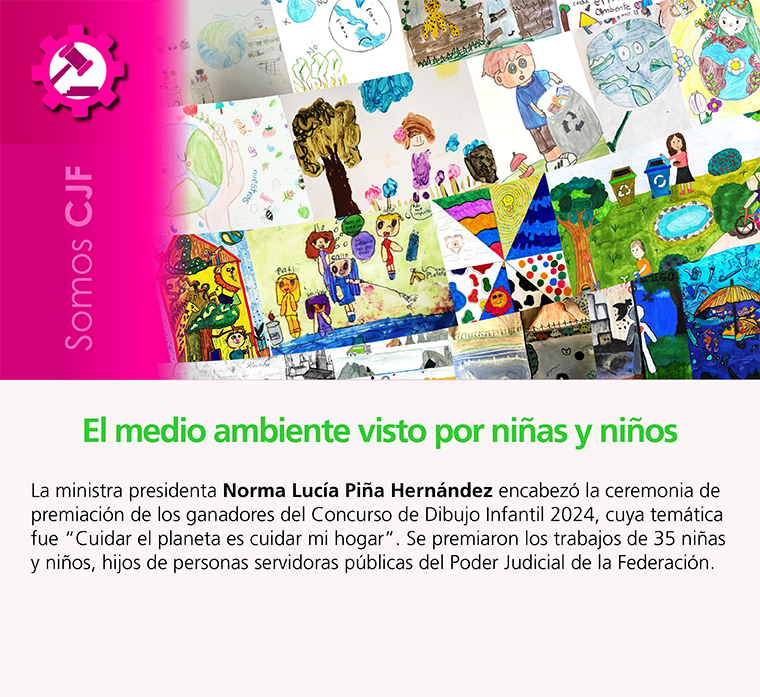 Somos CJF
El medio ambiente visto por niñas y niños
La ministra presidenta Norma Lucía Piña Hernández encabezó la ceremonia de
premiación de los ganadores del Concurso de Dibujo Infantil 2024, cuya temática
fue “Cuidar el planeta es cuidar mi hogar”. Se premiaron los trabajos de 35 niñas
y niños, hijos de personas servidoras públicas del Poder Judicial de la Federación.